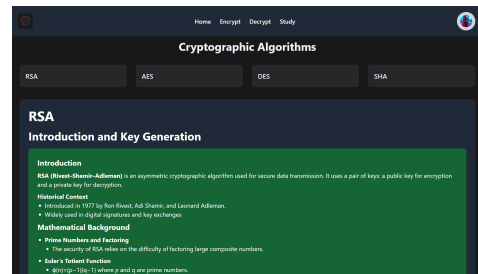 Home Encrypt Decrypt Study
Cryptographic Algorithms
RSA AES DES SHA
RSA
Introduction and Key Generation
Introduction
RSA (Rivest–Shamir–Adleman) is an asymmetric cryptographic algorithm used for secure data transmission. It uses a pair of keys: a public key for encryption
and a private key for decryption.
Historical Context
• Introduced in 1977 by Ron Rivest, Adi Shamir, and Leonard Adleman.
• Widely used in digital signatures and key exchanges
Mathematical Background
• Prime Numbers and Factoring
• The security of RSA relies on the difficulty of factoring large composite numbers.
• Euler's Totient Function
• ϕ(n)=(p−1)(q−1) where p and q are prime numbers.